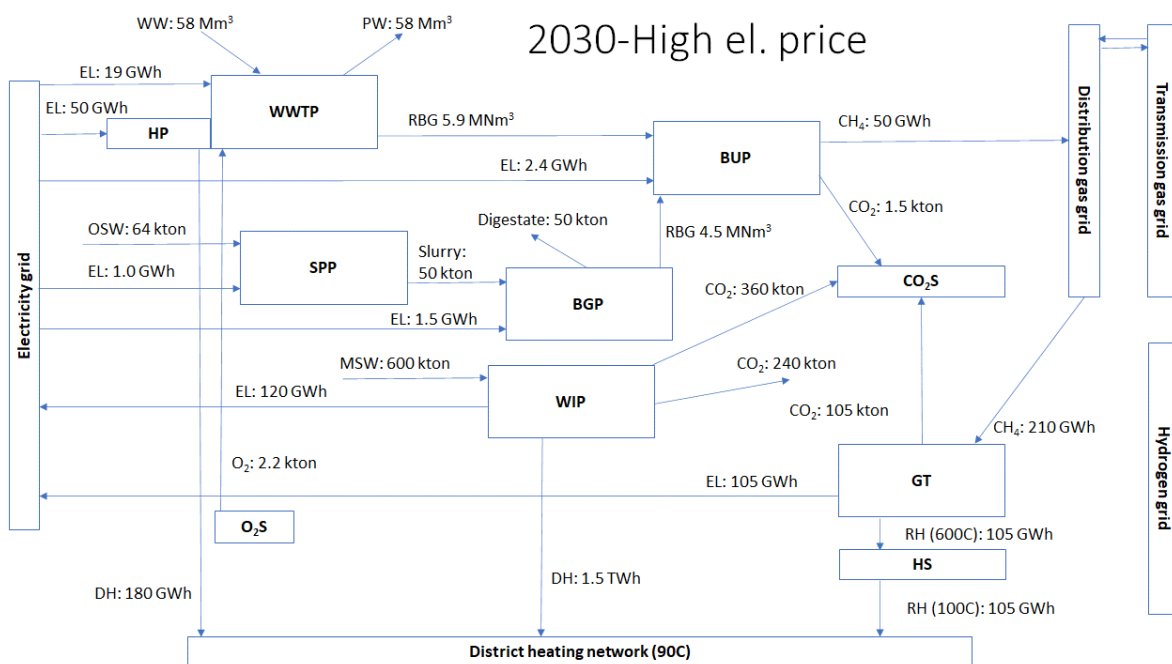 WW: 58 Mm³
PW: 58 Mm³
2030-High el. price
EL: 19 GWh
WWTP
EL: 50 GWh
HP
RBG 5.9 MNm³
BUP
CH₄: 50 GWh
EL: 2.4 GWh
Distribution gas grid
Transmission gas grid
OSW: 64 kton
SPP
EL: 1.0 GWh
Slurry:
50 kton
Digestate: 50 kton
RBG 4.5 MNm³
CO₂: 1.5 kton
BGP
CO₂S
EL: 1.5 GWh
CO₂: 360 kton
Electricity grid
MSW: 600 kton
WIP
CO₂: 240 kton
EL: 120 GWh
CO₂: 105 kton
CH₄: 210 GWh
O₂: 2.2 kton
EL: 105 GWh
GT
O₂S
Hydrogen grid
RH (600C): 105 GWh
HS
DH: 180 GWh
DH: 1.5 TWh
RH (100C): 105 GWh
District heating network (90C)